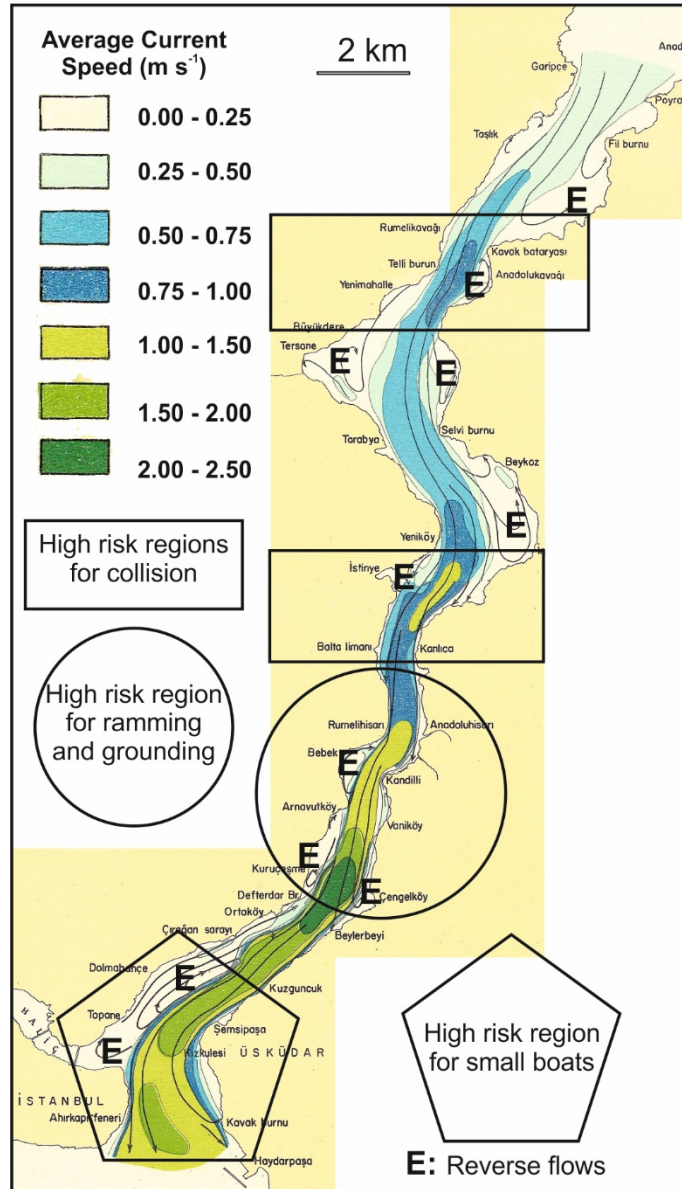 Average Current
Speed (m s⁻¹)
0.00 - 0.25
0.25 - 0.50
0.50 - 0.75
0.75 - 1.00
1.00 - 1.50
1.50 - 2.00
2.00 - 2.50
High risk regions
for collision
High risk region
for ramming
and grounding
2 km
Anad
Garipçe
Poyra
Taşlık
Fil burnu
E
Rumelikavağı
Kavak bataryası
Telli burun
E
Anadolukavağı
Yenimahalle
Büyükdere
Tersane
E
E
Tarabya
Selvi burnu
Beykoz
E
Yeniköy
İstinye
E
Balta limanı
Kanlıca
Rumelihisarı
Anadoluhisarı
Bebek
E
Kandilli
Arnavutköy
Vaniköy
Kuruçeşme
E
Defterdar Br.
E
Çengelköy
Ortaköy
Çırağan sarayı
Beylerbeyi
Dolmabahçe
E
Kuzguncuk
Topane
HALİÇ
E
Şemsipaşa
Kızkulesi
ÜSKÜDAR
İSTANBUL
Ahırkapı feneri
Kavak burnu
Haydarpaşa
High risk region
for small boats
E: Reverse flows